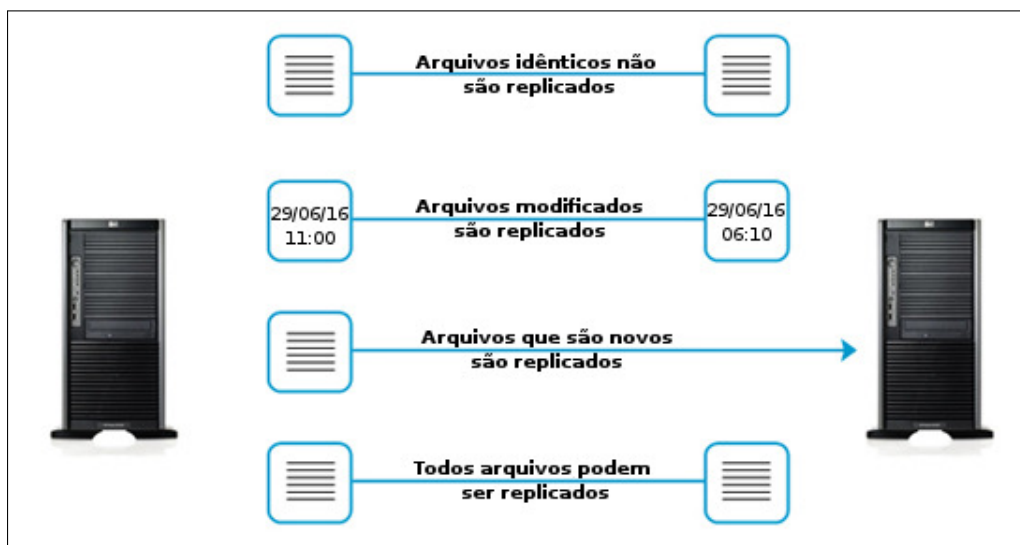 Arquivos idênticos não
são replicados
29/06/16
11:00
Arquivos modificados
são replicados
29/06/16
06:10
Arquivos que são novos
são replicados
Todos arquivos podem
ser replicados